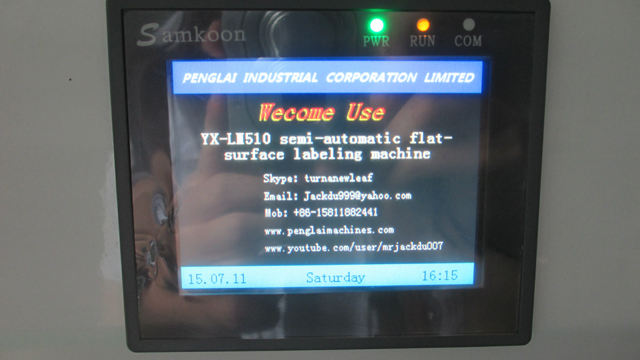 Samkoon
PWR RUN COM
PENGLAI INDUSTRIAL CORPORATION LIMITED
Wecome Use
YX-LM510 semi-automatic flat-
surface labeling machine
Skype: turnanewleaf
Email: Jackdu999@yahoo.com
Mob: +86-15811882441
www.penglaimachines.com
www.youtube.com/user/mrjackdu007
15.07.11 Saturday 16:15